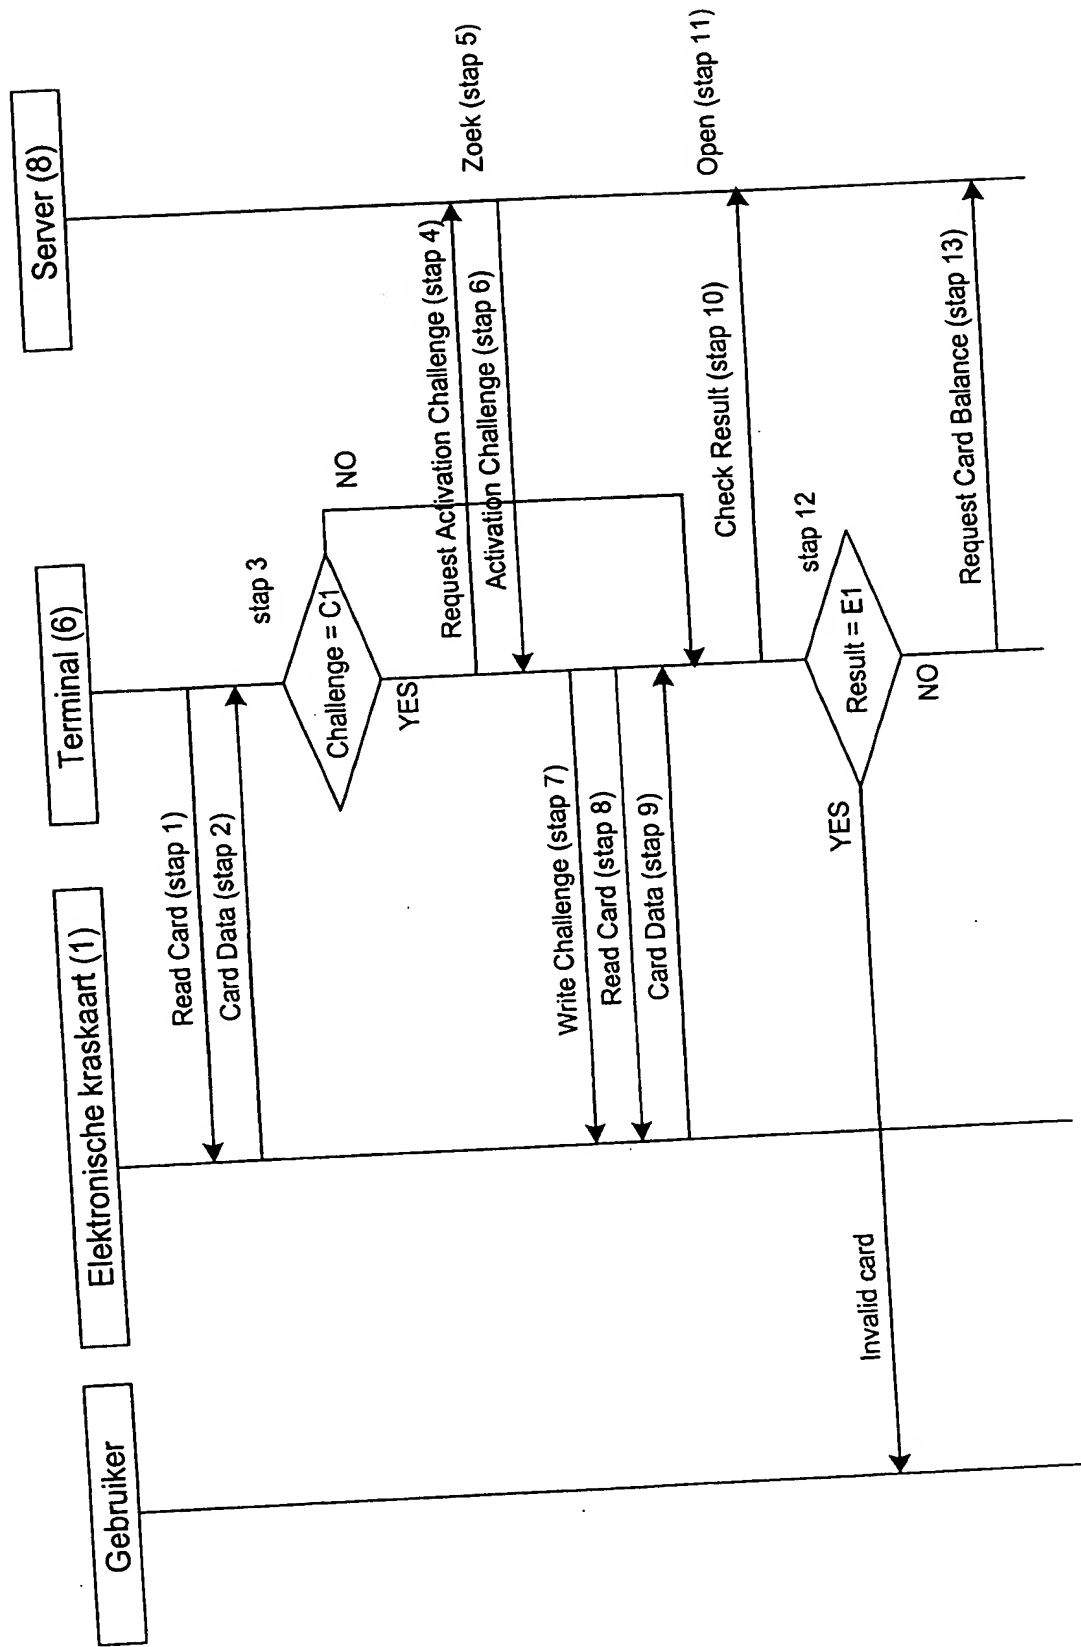 Gebruiker
Elektronische kraskaart (1)
Terminal (6)
Server (8)
Read Card (stap 1)
Card Data (stap 2)
stap 3
Challenge = C1
NO
YES
Request Activation Challenge (stap 4)
Zoek (stap 5)
Activation Challenge (stap 6)
Write Challenge (stap 7)
Read Card (stap 8)
Card Data (stap 9)
Check Result (stap 10)
Open (stap 11)
stap 12
Result = E1
YES
NO
Invalid card
Request Card Balance (stap 13)